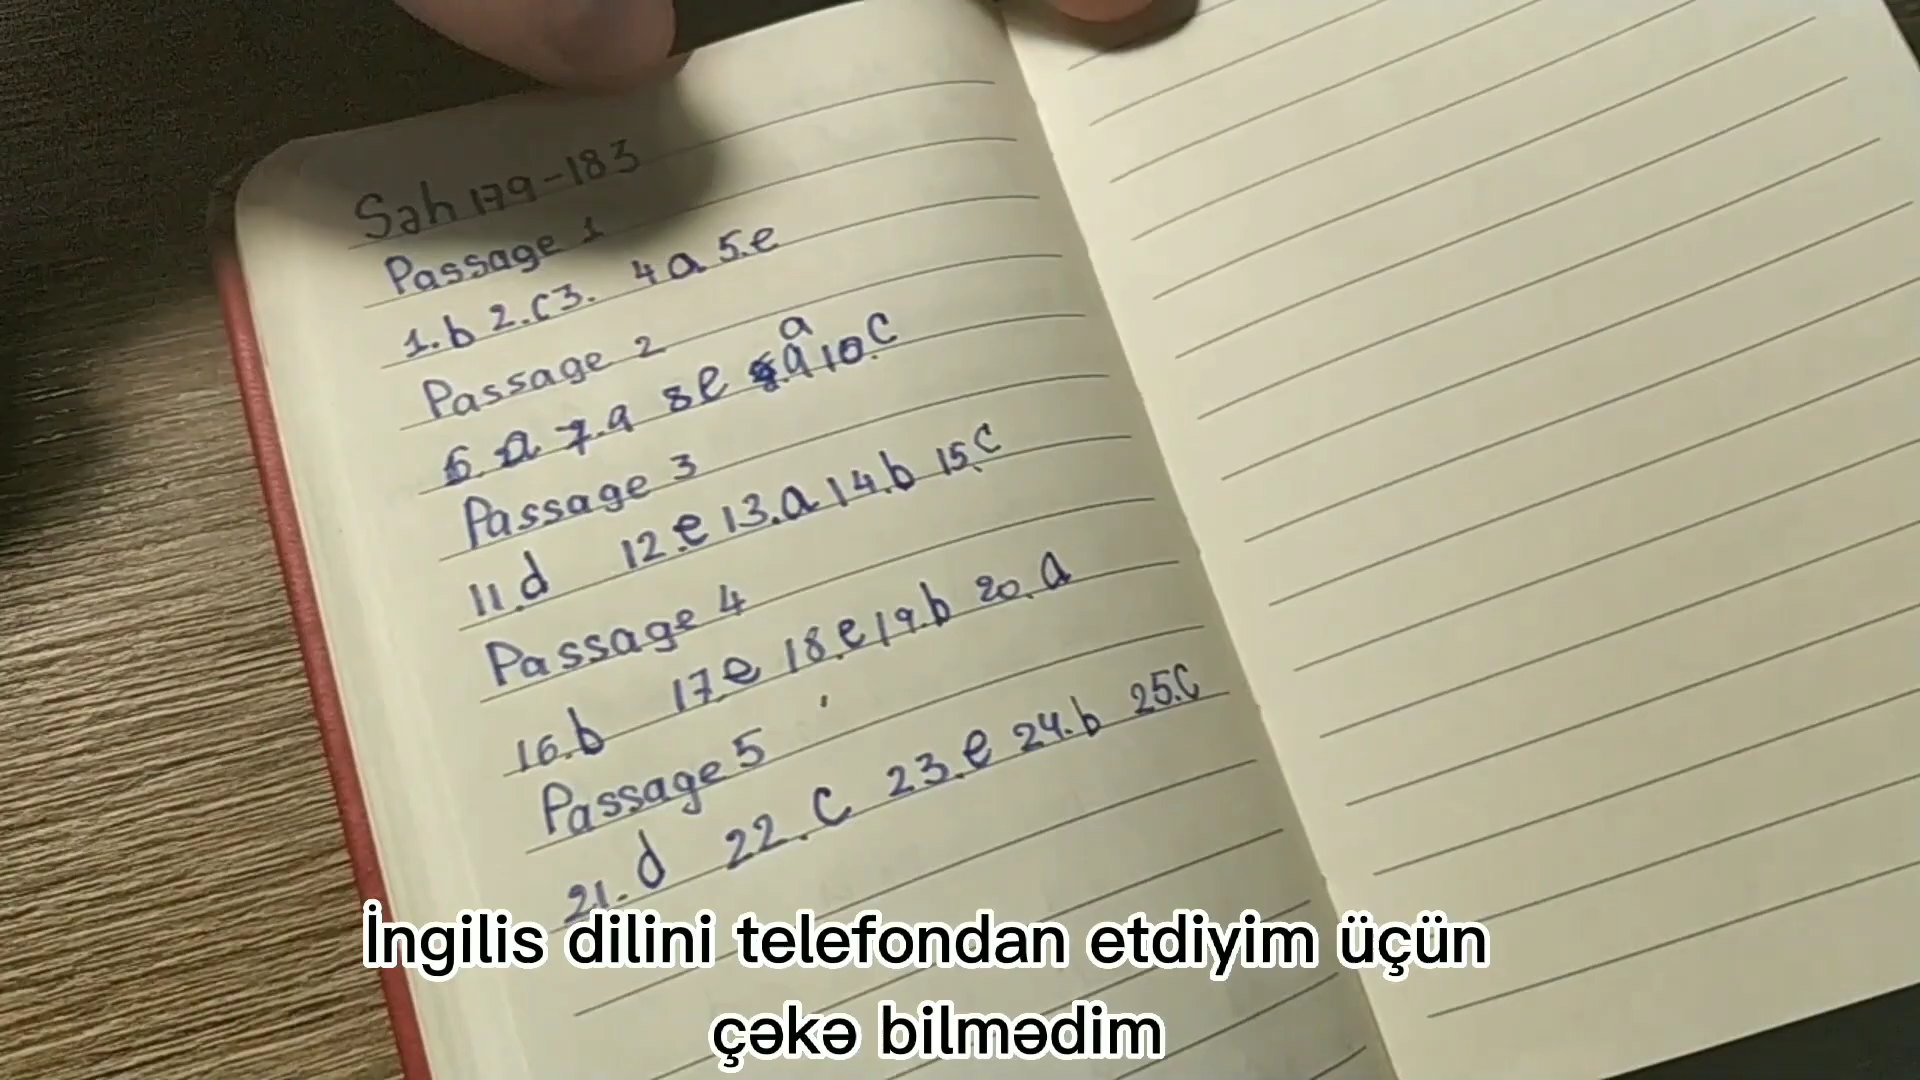 Səh 179-183
Passage 1
1.b 2.c 3. 4 a 5.e
Passage 2
a
6. a 7.a 8 e 9.a 10.c
Passage 3
11.d 12.e 13.a 14.b 15.c
Passage 4
16.b 17 e 18.e 19.b 20.a
Passage 5
21.d 22.c 23.e 24.b 25.c
İngilis dilini telefondan etdiyim üçün
çəkə bilmədim